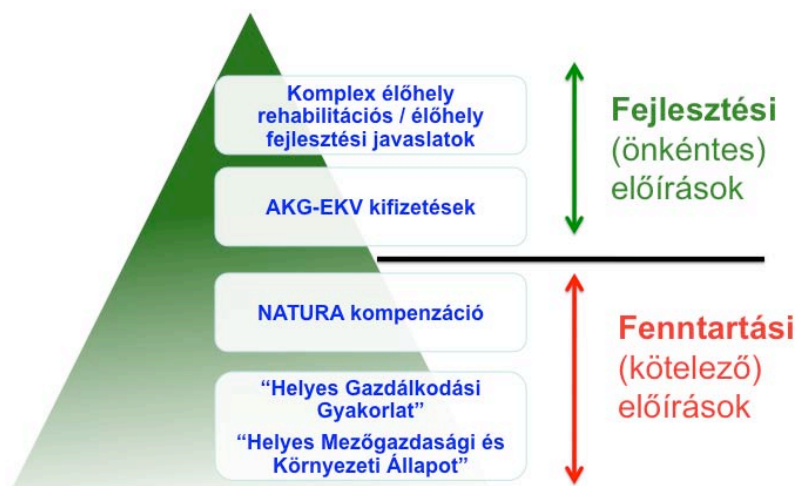 Komplex élőhely
rehabilitációs / élőhely
fejlesztési javaslatok
AKG-EKV kifizetések
Fejlesztési
(önkéntes)
előírások
NATURA kompenzáció
“Helyes Gazdálkodási
Gyakorlat”
“Helyes Mezőgazdasági és
Környezeti Állapot”
Fenntartási
(kötelező)
előírások